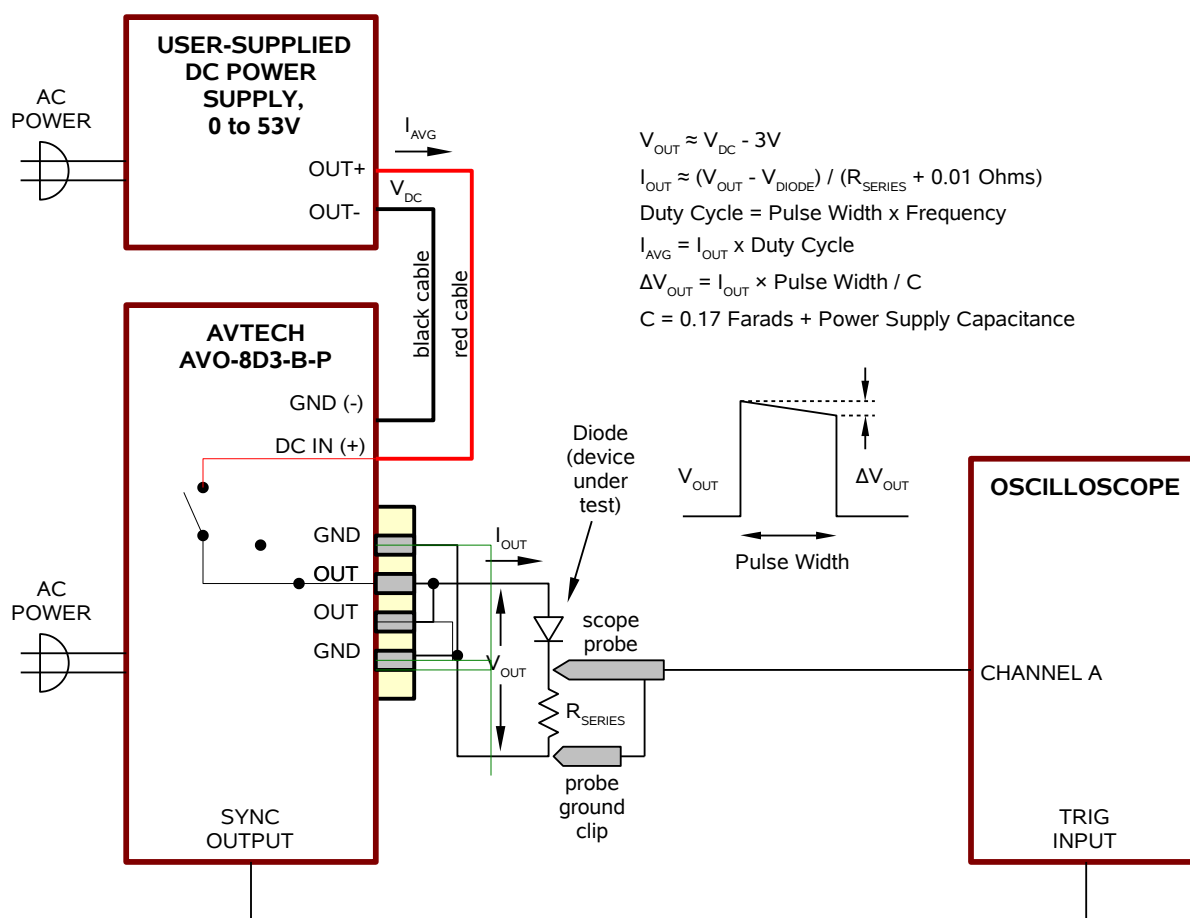 USER-SUPPLIED
DC POWER
SUPPLY,
0 to 53V
AC
POWER
I_AVG
OUT+
V_DC
OUT-
black cable
red cable
V_OUT ≈ V_DC - 3V
I_OUT ≈ (V_OUT - V_DIODE) / (R_SERIES + 0.01 Ohms)
Duty Cycle = Pulse Width x Frequency
I_AVG = I_OUT x Duty Cycle
ΔV_OUT = I_OUT × Pulse Width / C
C = 0.17 Farads + Power Supply Capacitance
AVTECH
AVO-8D3-B-P
GND (-)
DC IN (+)
GND
OUT
OUT
GND
AC
POWER
I_OUT
V_OUT
Diode
(device
under
test)
scope
probe
R_SERIES
probe
ground
clip
V_OUT
ΔV_OUT
Pulse Width
OSCILLOSCOPE
CHANNEL A
SYNC
OUTPUT
TRIG
INPUT